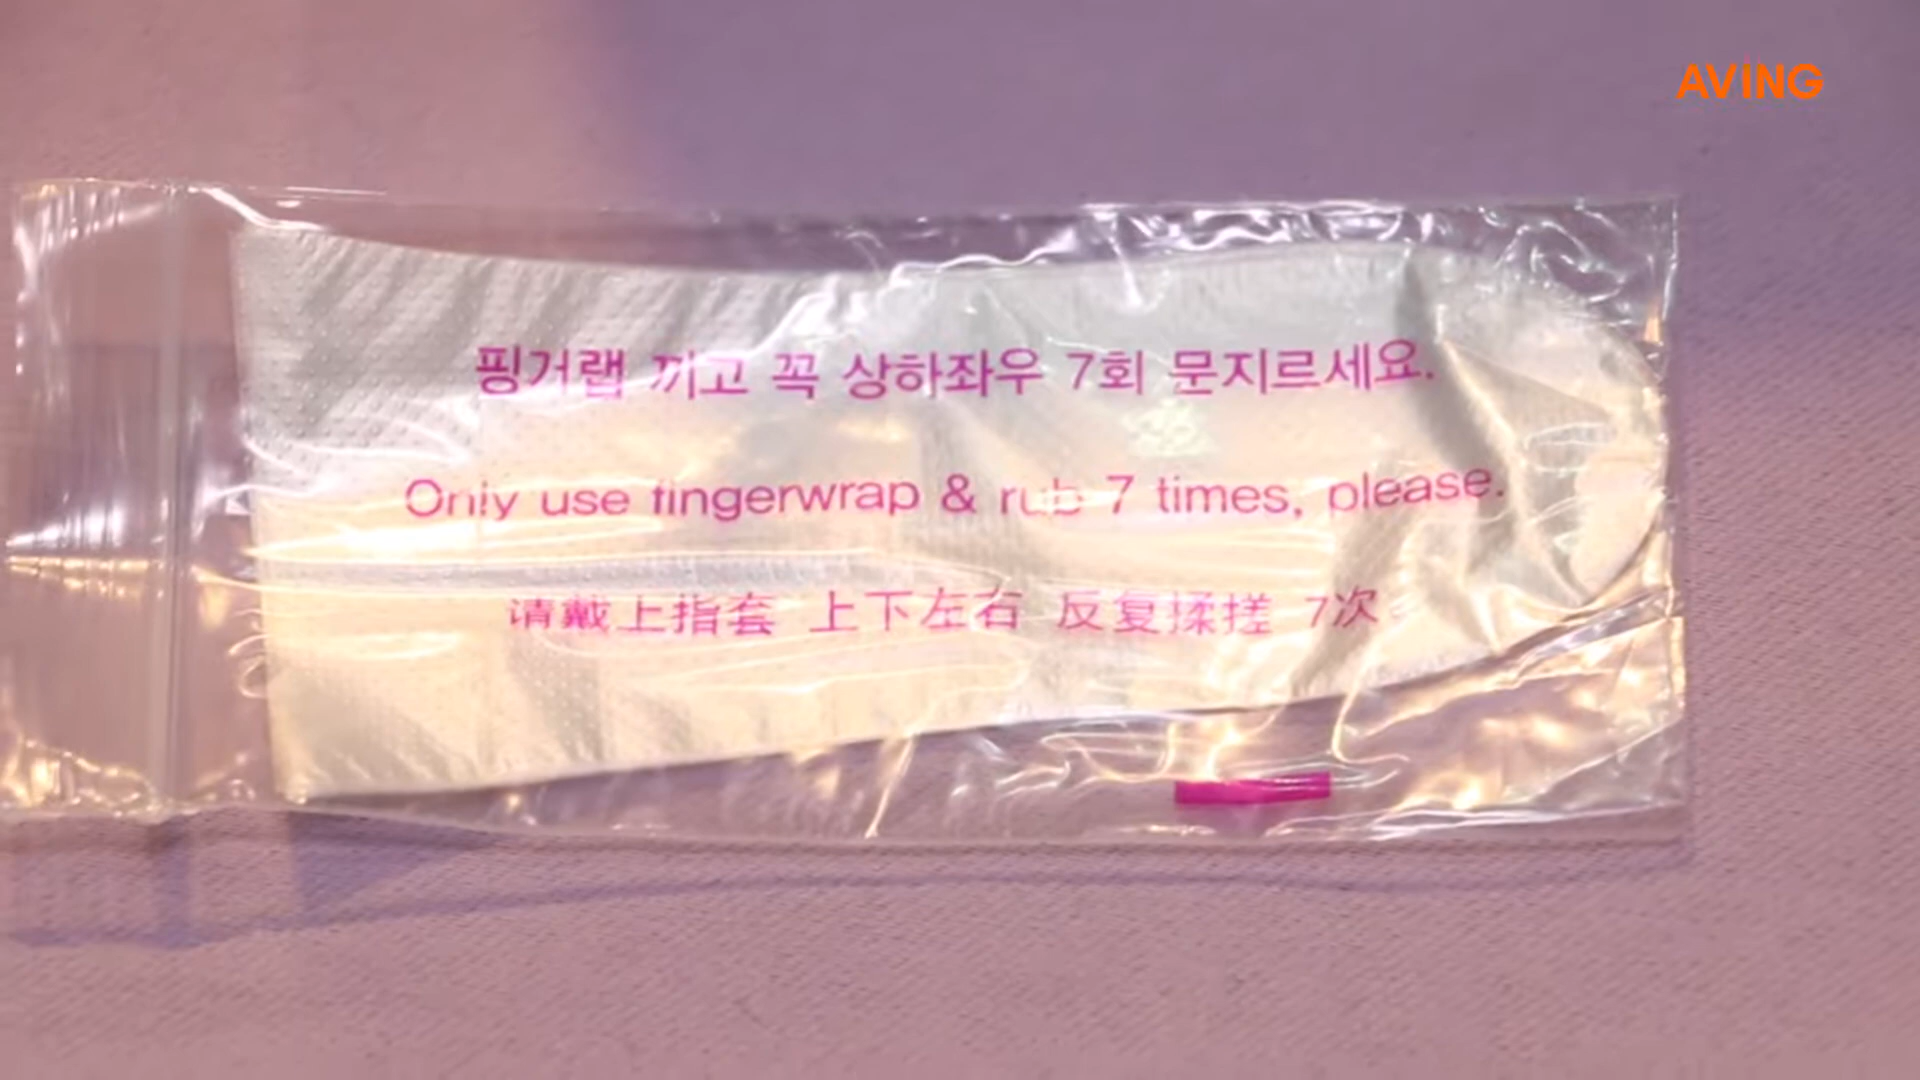 AVING
핑거랩 끼고 꼭 상하좌우 7회 문지르세요.
Only use fingerwrap & rub 7 times, please.
请戴上指套 上下左右 反复揉搓 7次